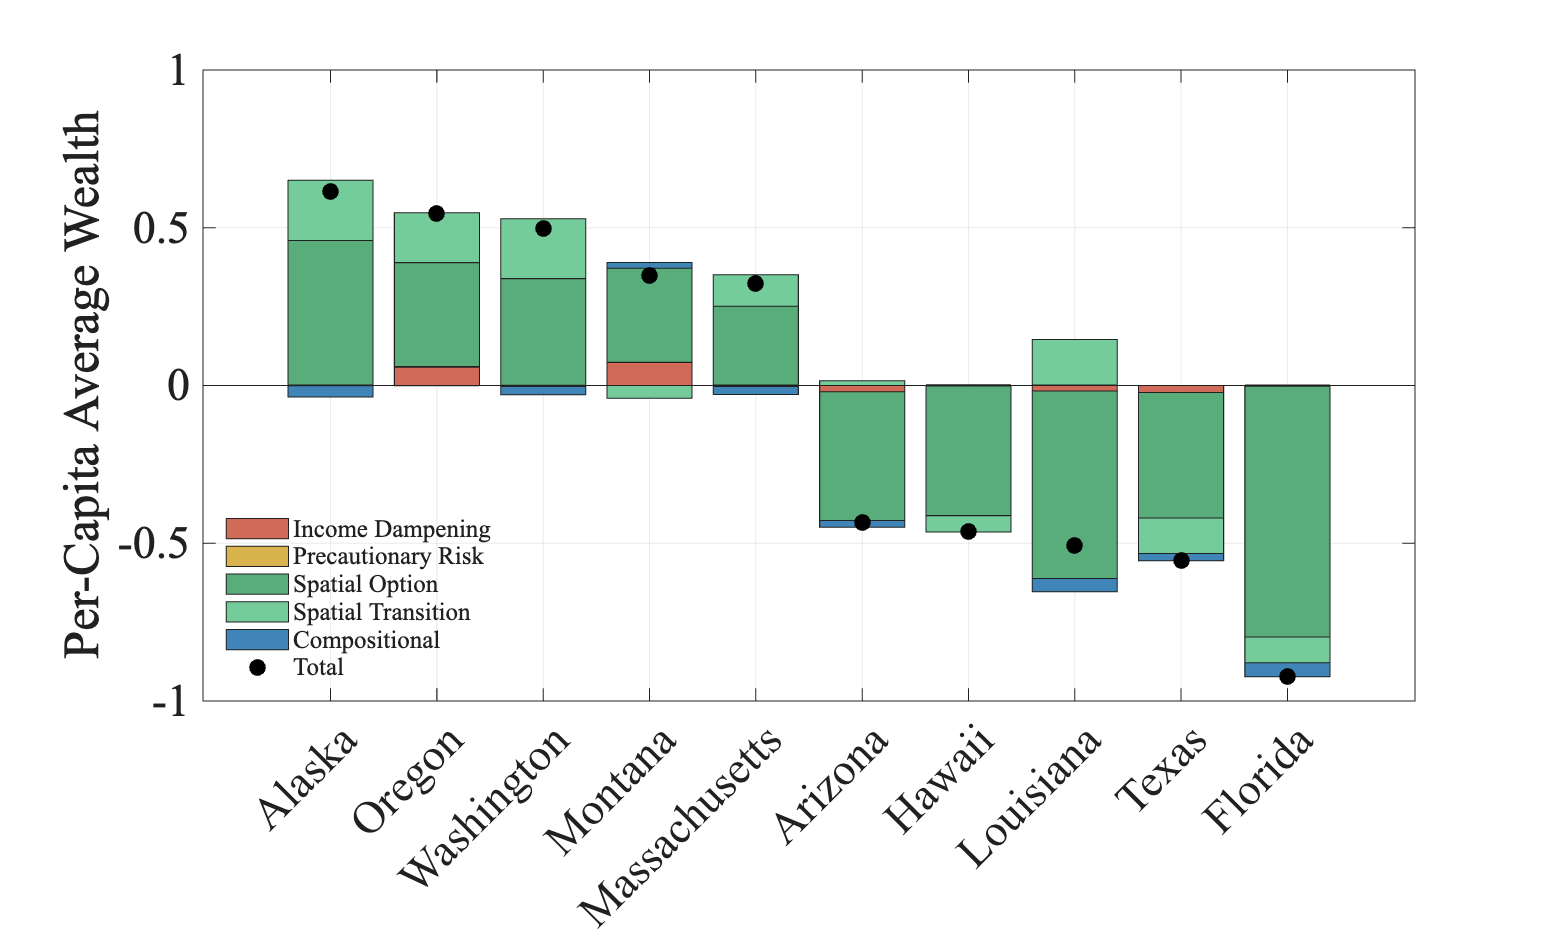 Per-Capita Average Wealth
1
0.5
0
-0.5
-1
Income Dampening
Precautionary Risk
Spatial Option
Spatial Transition
Compositional
Total
Alaska
Oregon
Washington
Montana
Massachusetts
Arizona
Hawaii
Louisiana
Texas
Florida